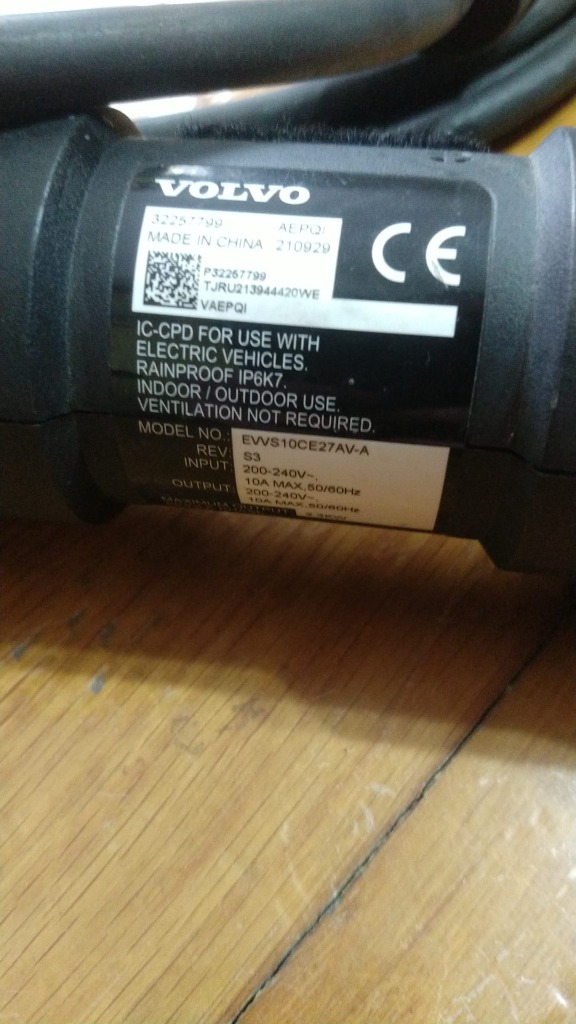 VOLVO
32257799 AEPQI
MADE IN CHINA 210929
P32257799
TJRU213944420WE
VAEPQI
CE
IC-CPD FOR USE WITH
ELECTRIC VEHICLES.
RAINPROOF IP6K7.
INDOOR / OUTDOOR USE.
VENTILATION NOT REQUIRED.
MODEL NO.: EVVS10CE27AV-A
REV: S3
INPUT: 200-240V~,
10A MAX,50/60Hz
OUTPUT: 200-240V~,
10A MAX,50/60Hz
MAXIMUM OUTPUT: